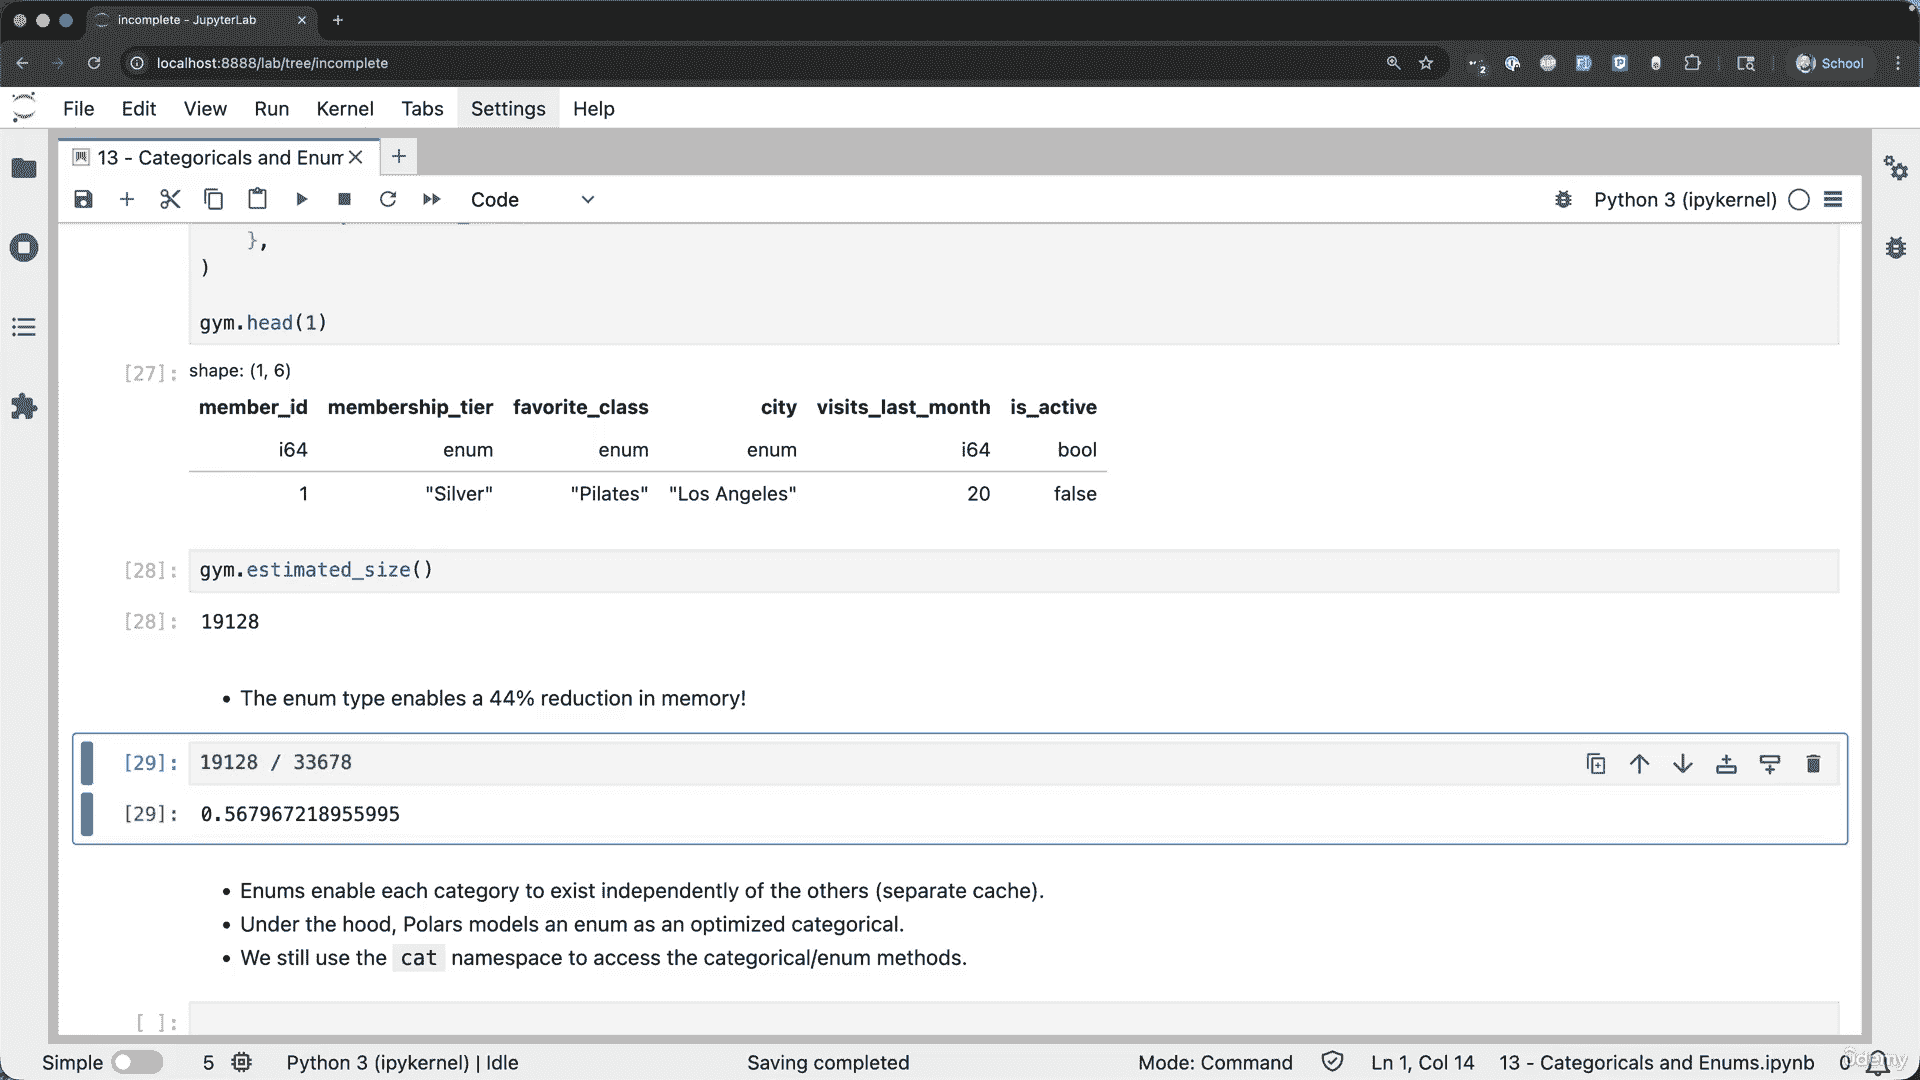 incomplete - JupyterLab
localhost:8888/lab/tree/incomplete
2
ABP
School
File Edit View Run Kernel Tabs Settings Help
13 - Categoricals and Enum
Code
Python 3 (ipykernel)
},
)
gym.head(1)
[27]: shape: (1, 6)
member_id membership_tier favorite_class city visits_last_month is_active
i64 enum enum enum i64 bool
1 "Silver" "Pilates" "Los Angeles" 20 false
[28]: gym.estimated_size()
[28]: 19128
• The enum type enables a 44% reduction in memory!
[29]: 19128 / 33678
[29]: 0.567967218955995
• Enums enable each category to exist independently of the others (separate cache).
• Under the hood, Polars models an enum as an optimized categorical.
• We still use the cat namespace to access the categorical/enum methods.
[ ]:
Simple 5 Python 3 (ipykernel) | Idle Saving completed Mode: Command Ln 1, Col 14 13 - Categoricals and Enums.ipynb 0
udemy